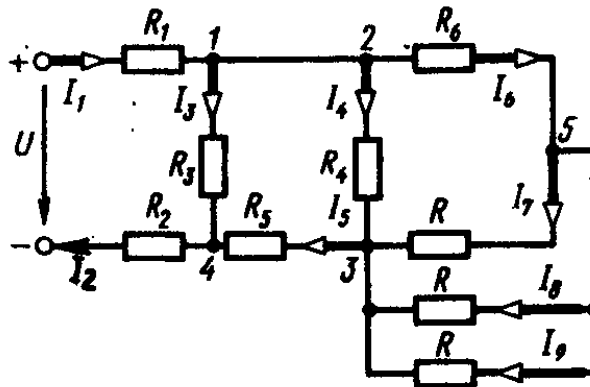 R₁ 1 2 R₆
+ I₁ I₃ I₄ I₆
U R₃ R₄ 5
R₂ R₅ I₅ R I₇
− I₂ 4 3
R I₈
R I₉